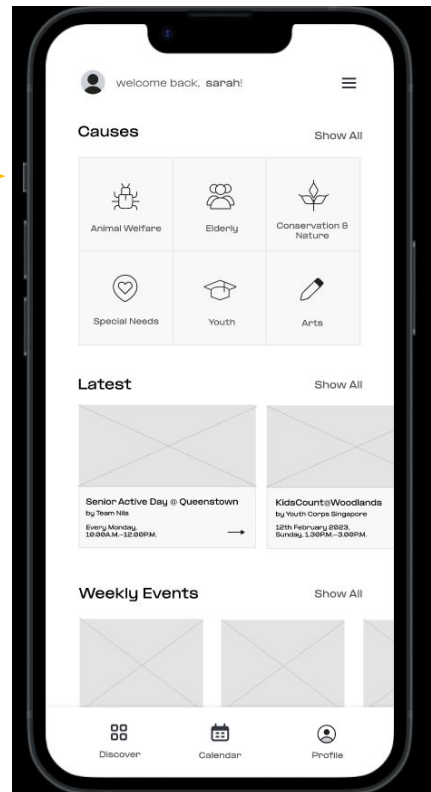 welcome back, sarah!
Causes
Show All
Animal Welfare
Elderly
Conservation &
Nature
Special Needs
Youth
Arts
Latest
Show All
Senior Active Day @ Queenstown
by Team Nila
Every Monday,
10:00A.M.–12:00P.M.
KidsCount@Woodlands
by Youth Corps Singapore
12th February 2023,
Sunday, 1.30PM.–3.00PM.
Weekly Events
Show All
Discover
Calendar
Profile